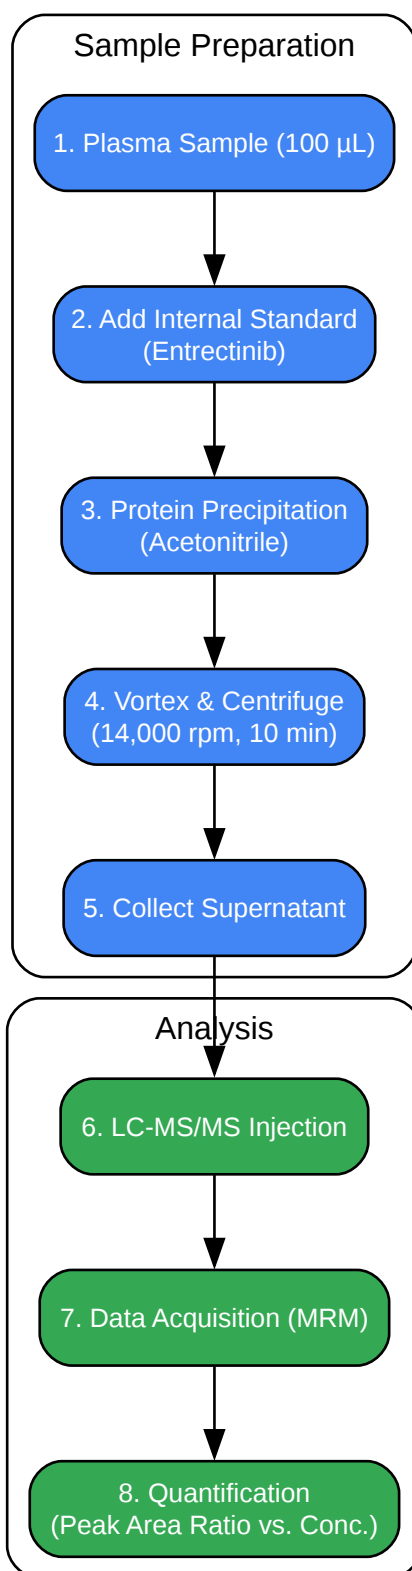 Sample Preparation
1. Plasma Sample (100 µL)
2. Add Internal Standard
(Entrectinib)
3. Protein Precipitation
(Acetonitrile)
4. Vortex & Centrifuge
(14,000 rpm, 10 min)
5. Collect Supernatant
Analysis
6. LC-MS/MS Injection
7. Data Acquisition (MRM)
8. Quantification
(Peak Area Ratio vs. Conc.)